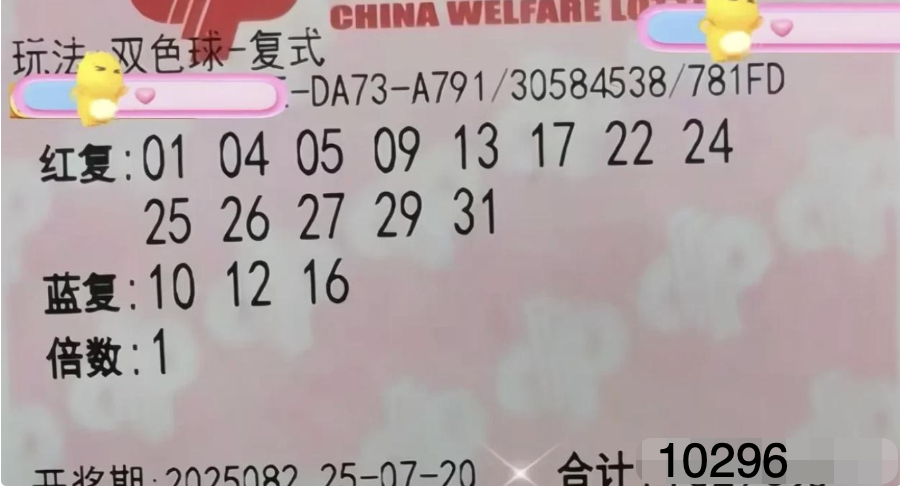 CHINA WELFARE LOTT
玩法 双色球-复式
-DA73-A791/30584538/781FD
红复:01 04 05 09 13 17 22 24
25 26 27 29 31
蓝复:10 12 16
倍数:1
开奖期:2025082 25-07-20 合计 10296